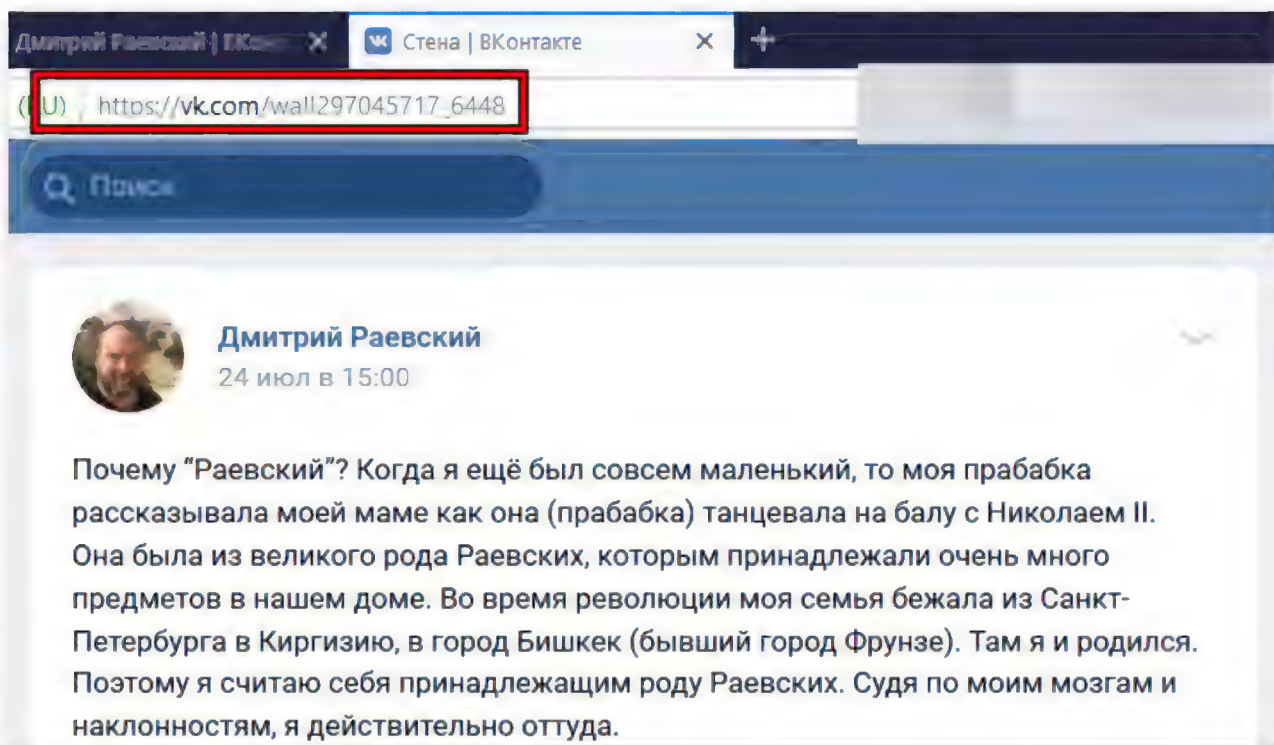 Дмитрий Раевский | ВКон
Стена | ВКонтакте
U) https://vk.com/wall297045717_6448
Поиск
Дмитрий Раевский
24 июл в 15:00
Почему “Раевский”? Когда я ещё был совсем маленький, то моя прабабка
рассказывала моей маме как она (прабабка) танцевала на балу с Николаем II.
Она была из великого рода Раевских, которым принадлежали очень много
предметов в нашем доме. Во время революции моя семья бежала из Санкт-
Петербурга в Киргизию, в город Бишкек (бывший город Фрунзе). Там я и родился.
Поэтому я считаю себя принадлежащим роду Раевских. Судя по моим мозгам и
наклонностям, я действительно оттуда.